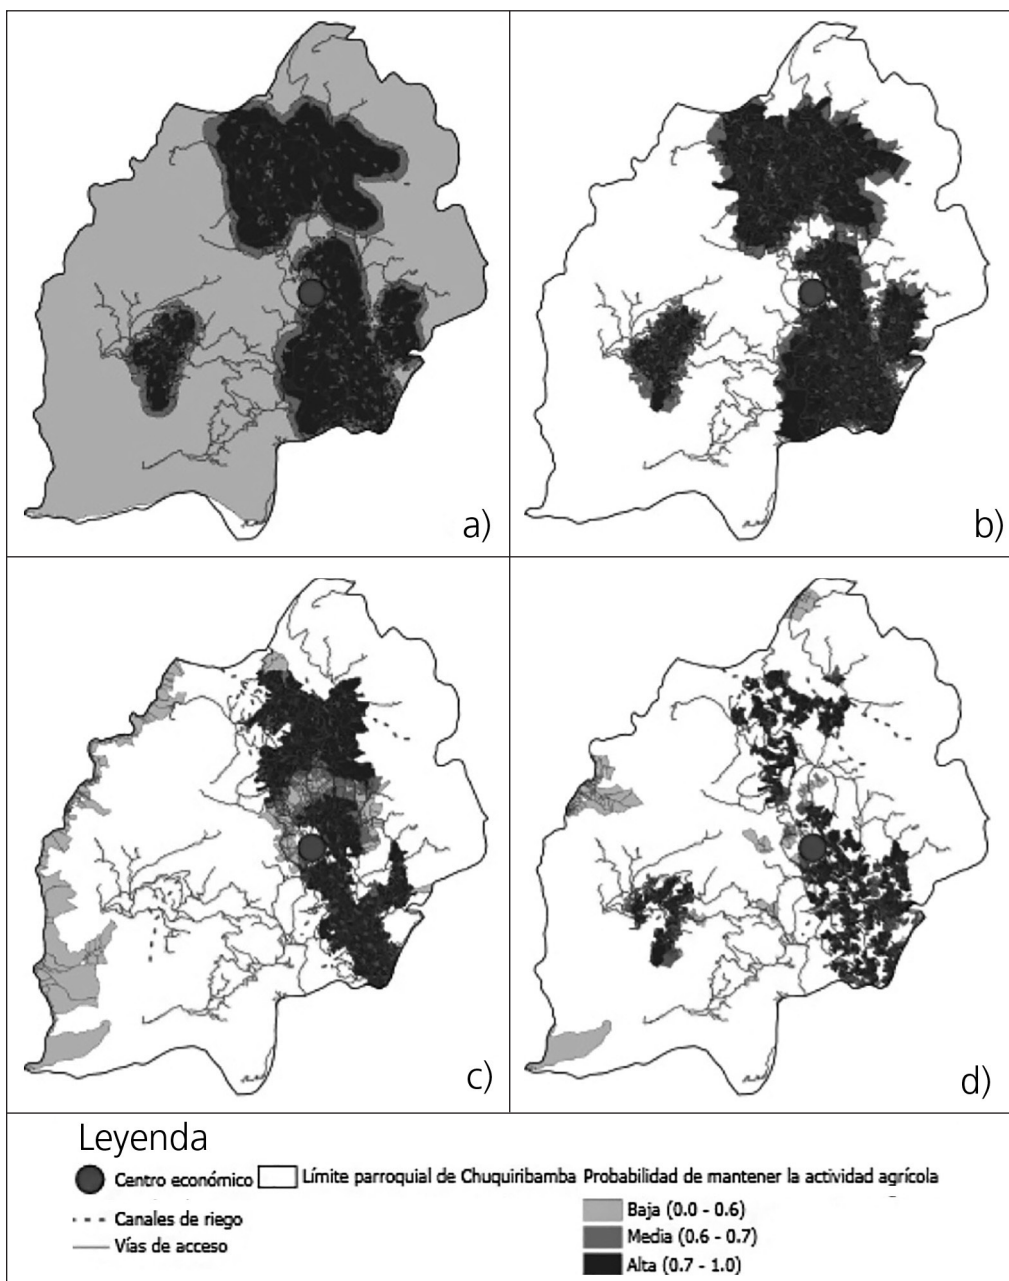 a)
b)
c)
d)
Leyenda
Centro económico
Límite parroquial de Chuquiribamba
Probabilidad de mantener la actividad agrícola
Canales de riego
Vías de acceso
Baja (0.0 - 0.6)
Media (0.6 - 0.7)
Alta (0.7 - 1.0)